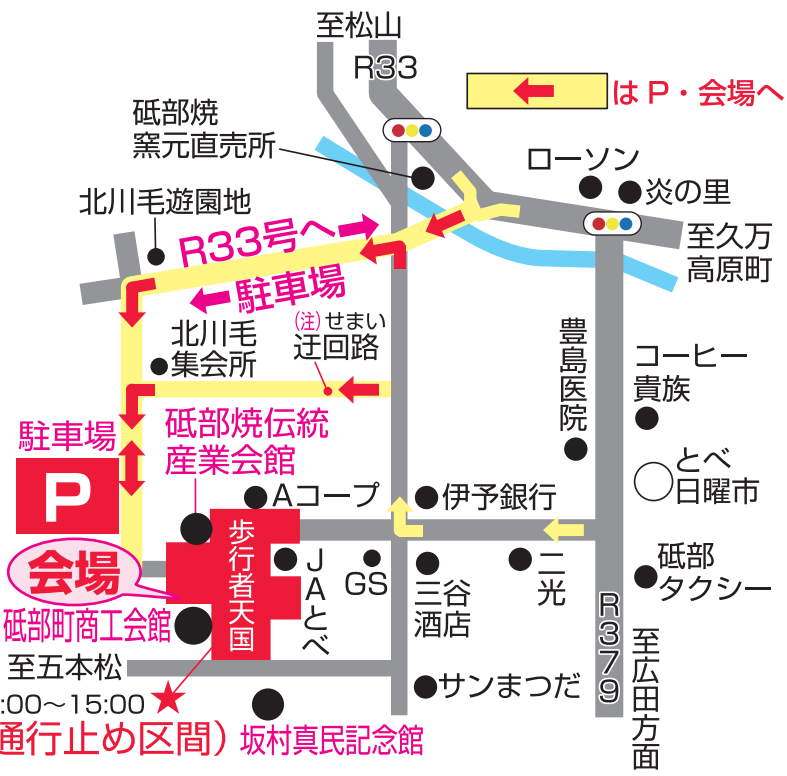 至松山
R33
はP・会場へ
砥部焼
窯元直売所
ローソン
炎の里
北川毛遊園地
R33号へ
至久万
高原町
駐車場
(注)せまい
迂回路
北川毛
集会所
豊島医院
コーヒー
貴族
駐車場
P
砥部焼伝統
産業会館
Aコープ
伊予銀行
とべ
日曜市
歩行者天国
会場
JAとべ
GS
三谷
酒店
二光
砥部
タクシー
砥部町商工会館
R379
至広田方面
至五本松
:00～15:00
サンまつだ
通行止め区間）
坂村真民記念館